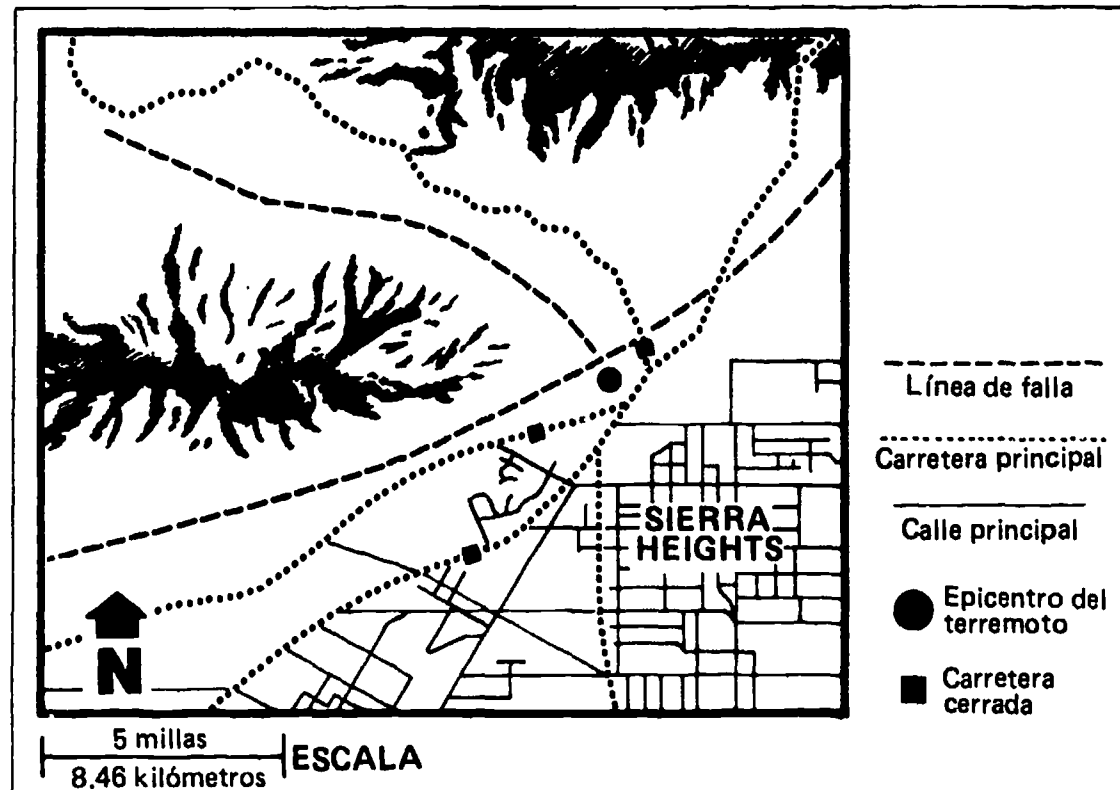 SIERRA
HEIGHTS
N
Línea de falla
Carretera principal
Calle principal
Epicentro del
terremoto
Carretera
cerrada
5 millas
8.46 kilómetros
ESCALA